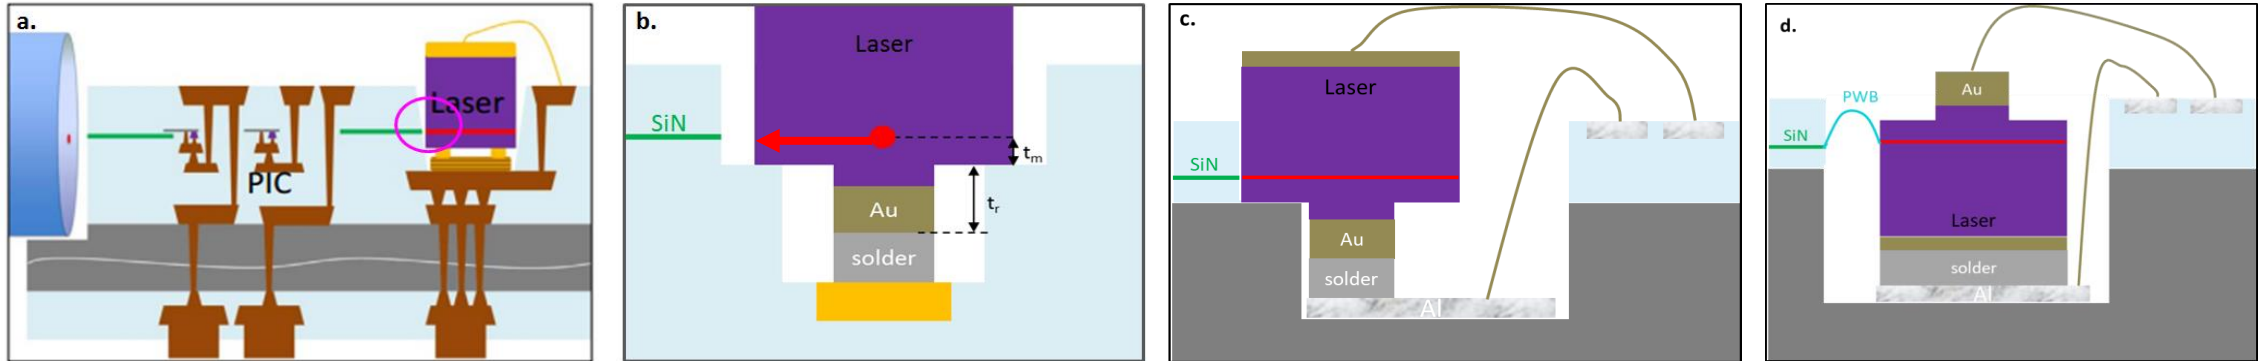 a.
Laser
PIC
b.
Laser
SiN
tm
tr
Au
solder
c.
Laser
SiN
Au
solder
Al
d.
Au
PWB
SiN
Laser
solder
Al